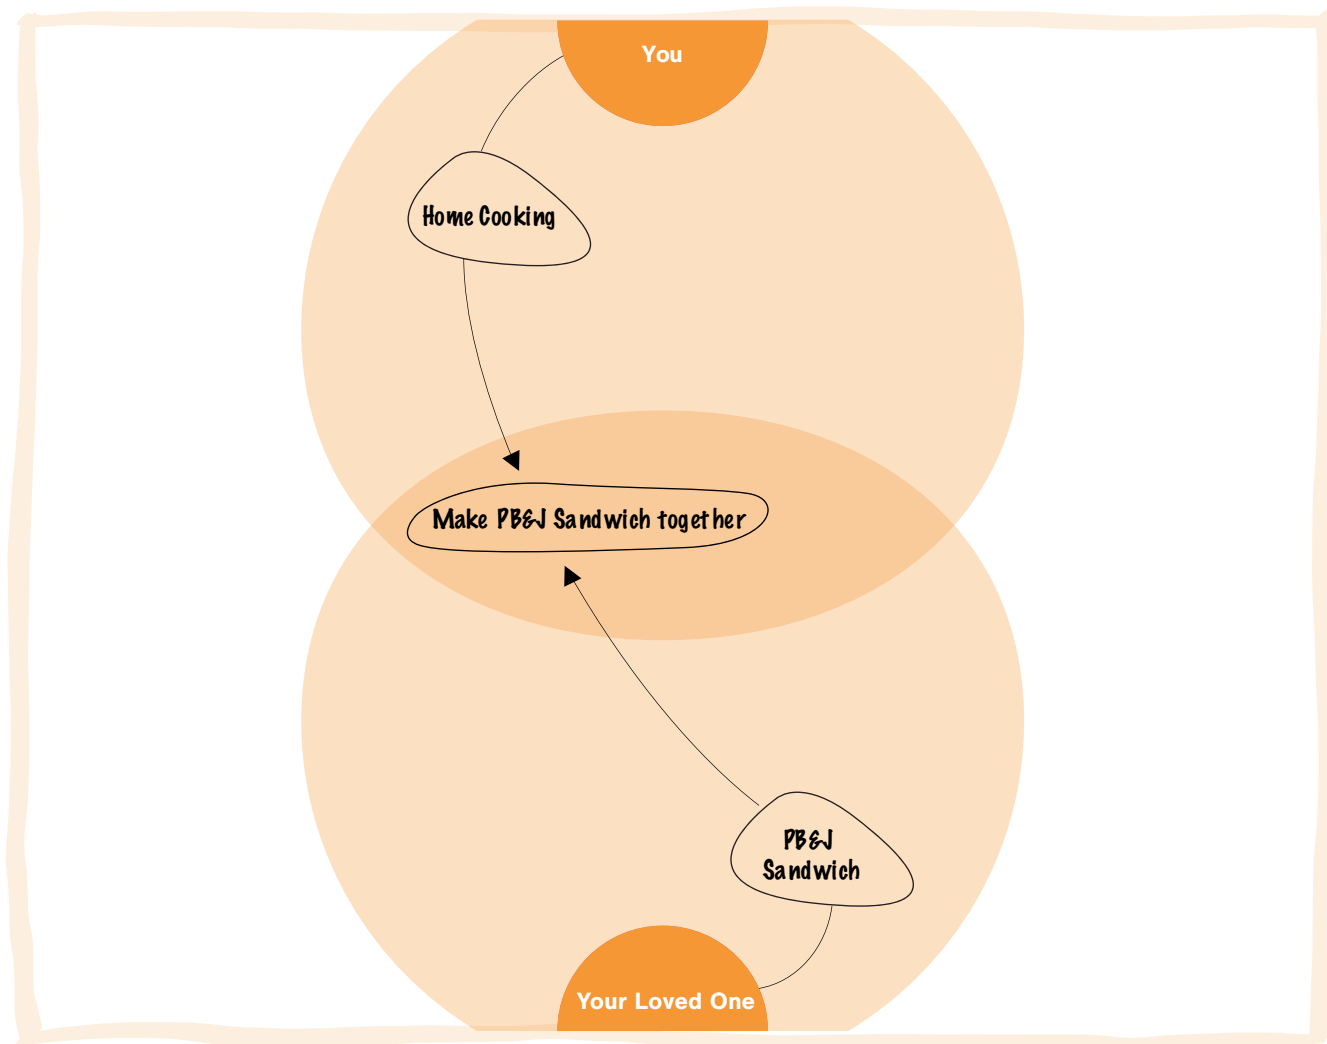 You
Home Cooking
Make PB&J Sandwich together
PB&J
Sandwich
Your Loved One